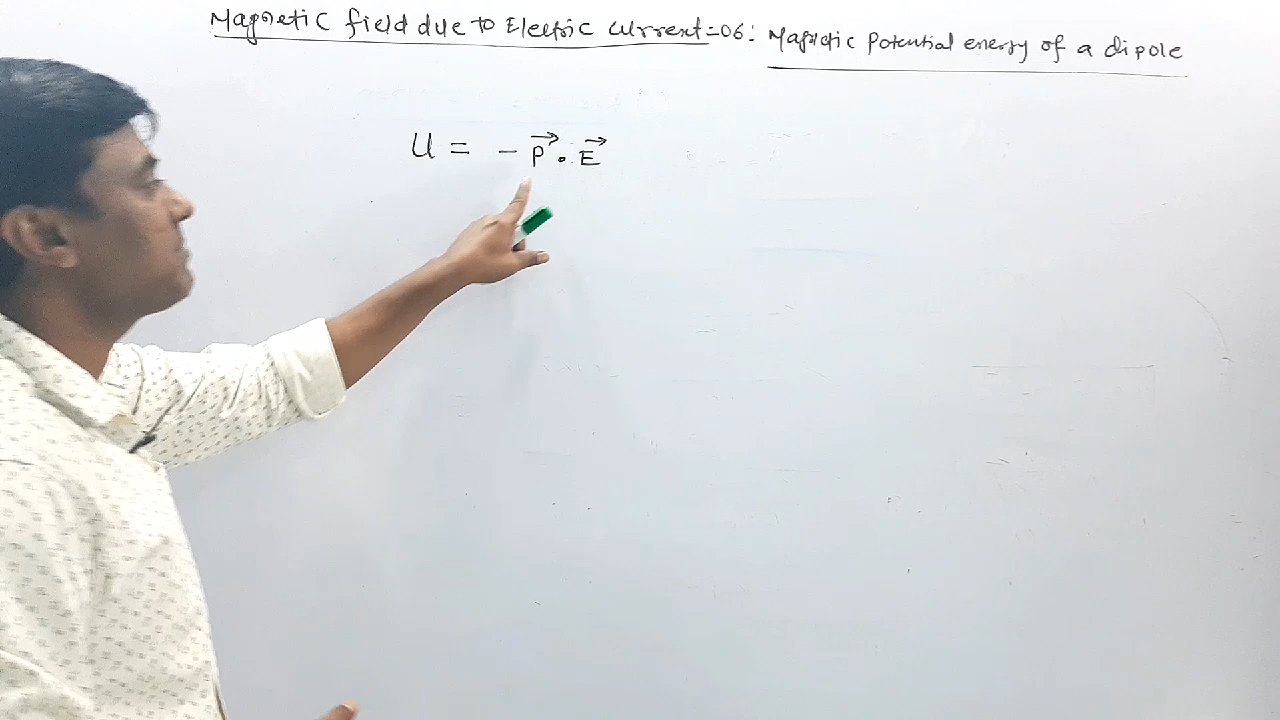 Magnetic field due to Electric current=06: Magnetic Potential energy of a dipole
U = - P⃗ . E⃗